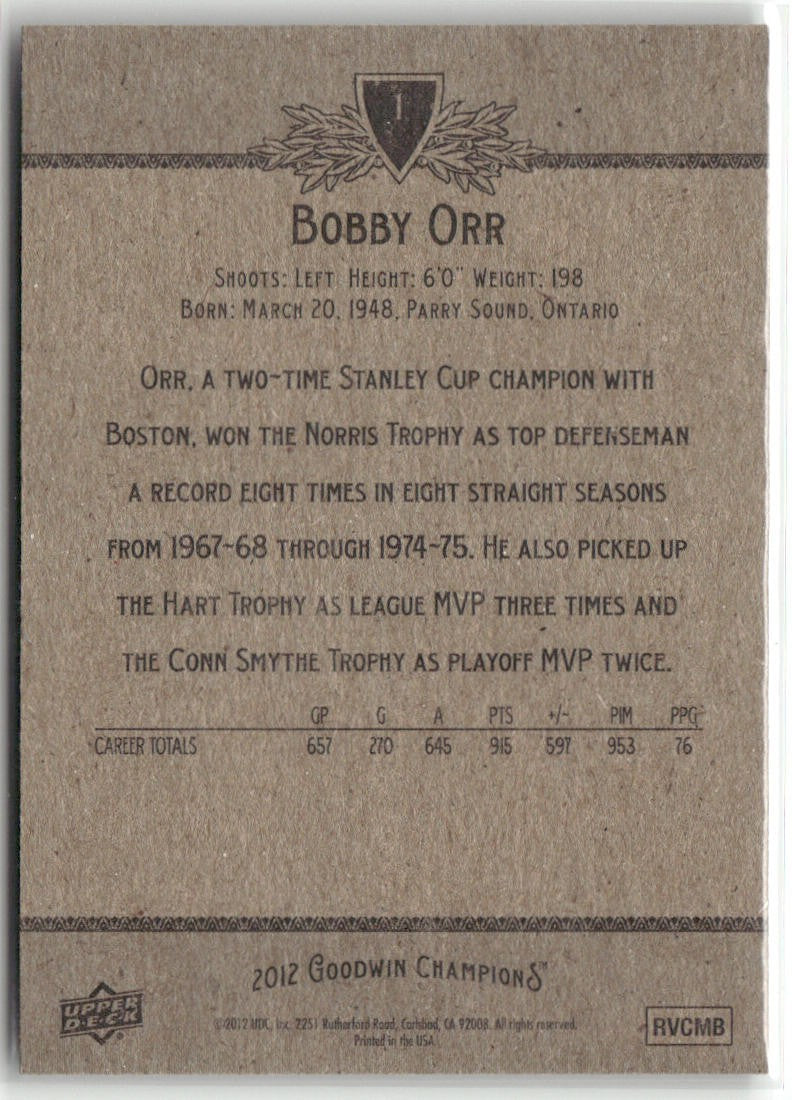 1
BOBBY ORR
SHOOTS: LEFT HEIGHT: 6'0" WEIGHT: 198
BORN: MARCH 20, 1948, PARRY SOUND, ONTARIO
ORR, A TWO-TIME STANLEY CUP CHAMPION WITH
BOSTON, WON THE NORRIS TROPHY AS TOP DEFENSEMAN
A RECORD EIGHT TIMES IN EIGHT STRAIGHT SEASONS
FROM 1967-68 THROUGH 1974-75. HE ALSO PICKED UP
THE HART TROPHY AS LEAGUE MVP THREE TIMES AND
THE CONN SMYTHE TROPHY AS PLAYOFF MVP TWICE.
GP G A PTS +/- PIM PPG
CAREER TOTALS 657 270 645 915 597 953 76
2012 GOODWIN CHAMPIONS™
UPPER DECK®
©2012 UDC, Inc. 2251 Rutherford Road, Carlsbad, CA 92008. All rights reserved.
Printed in the USA.
RVCMB